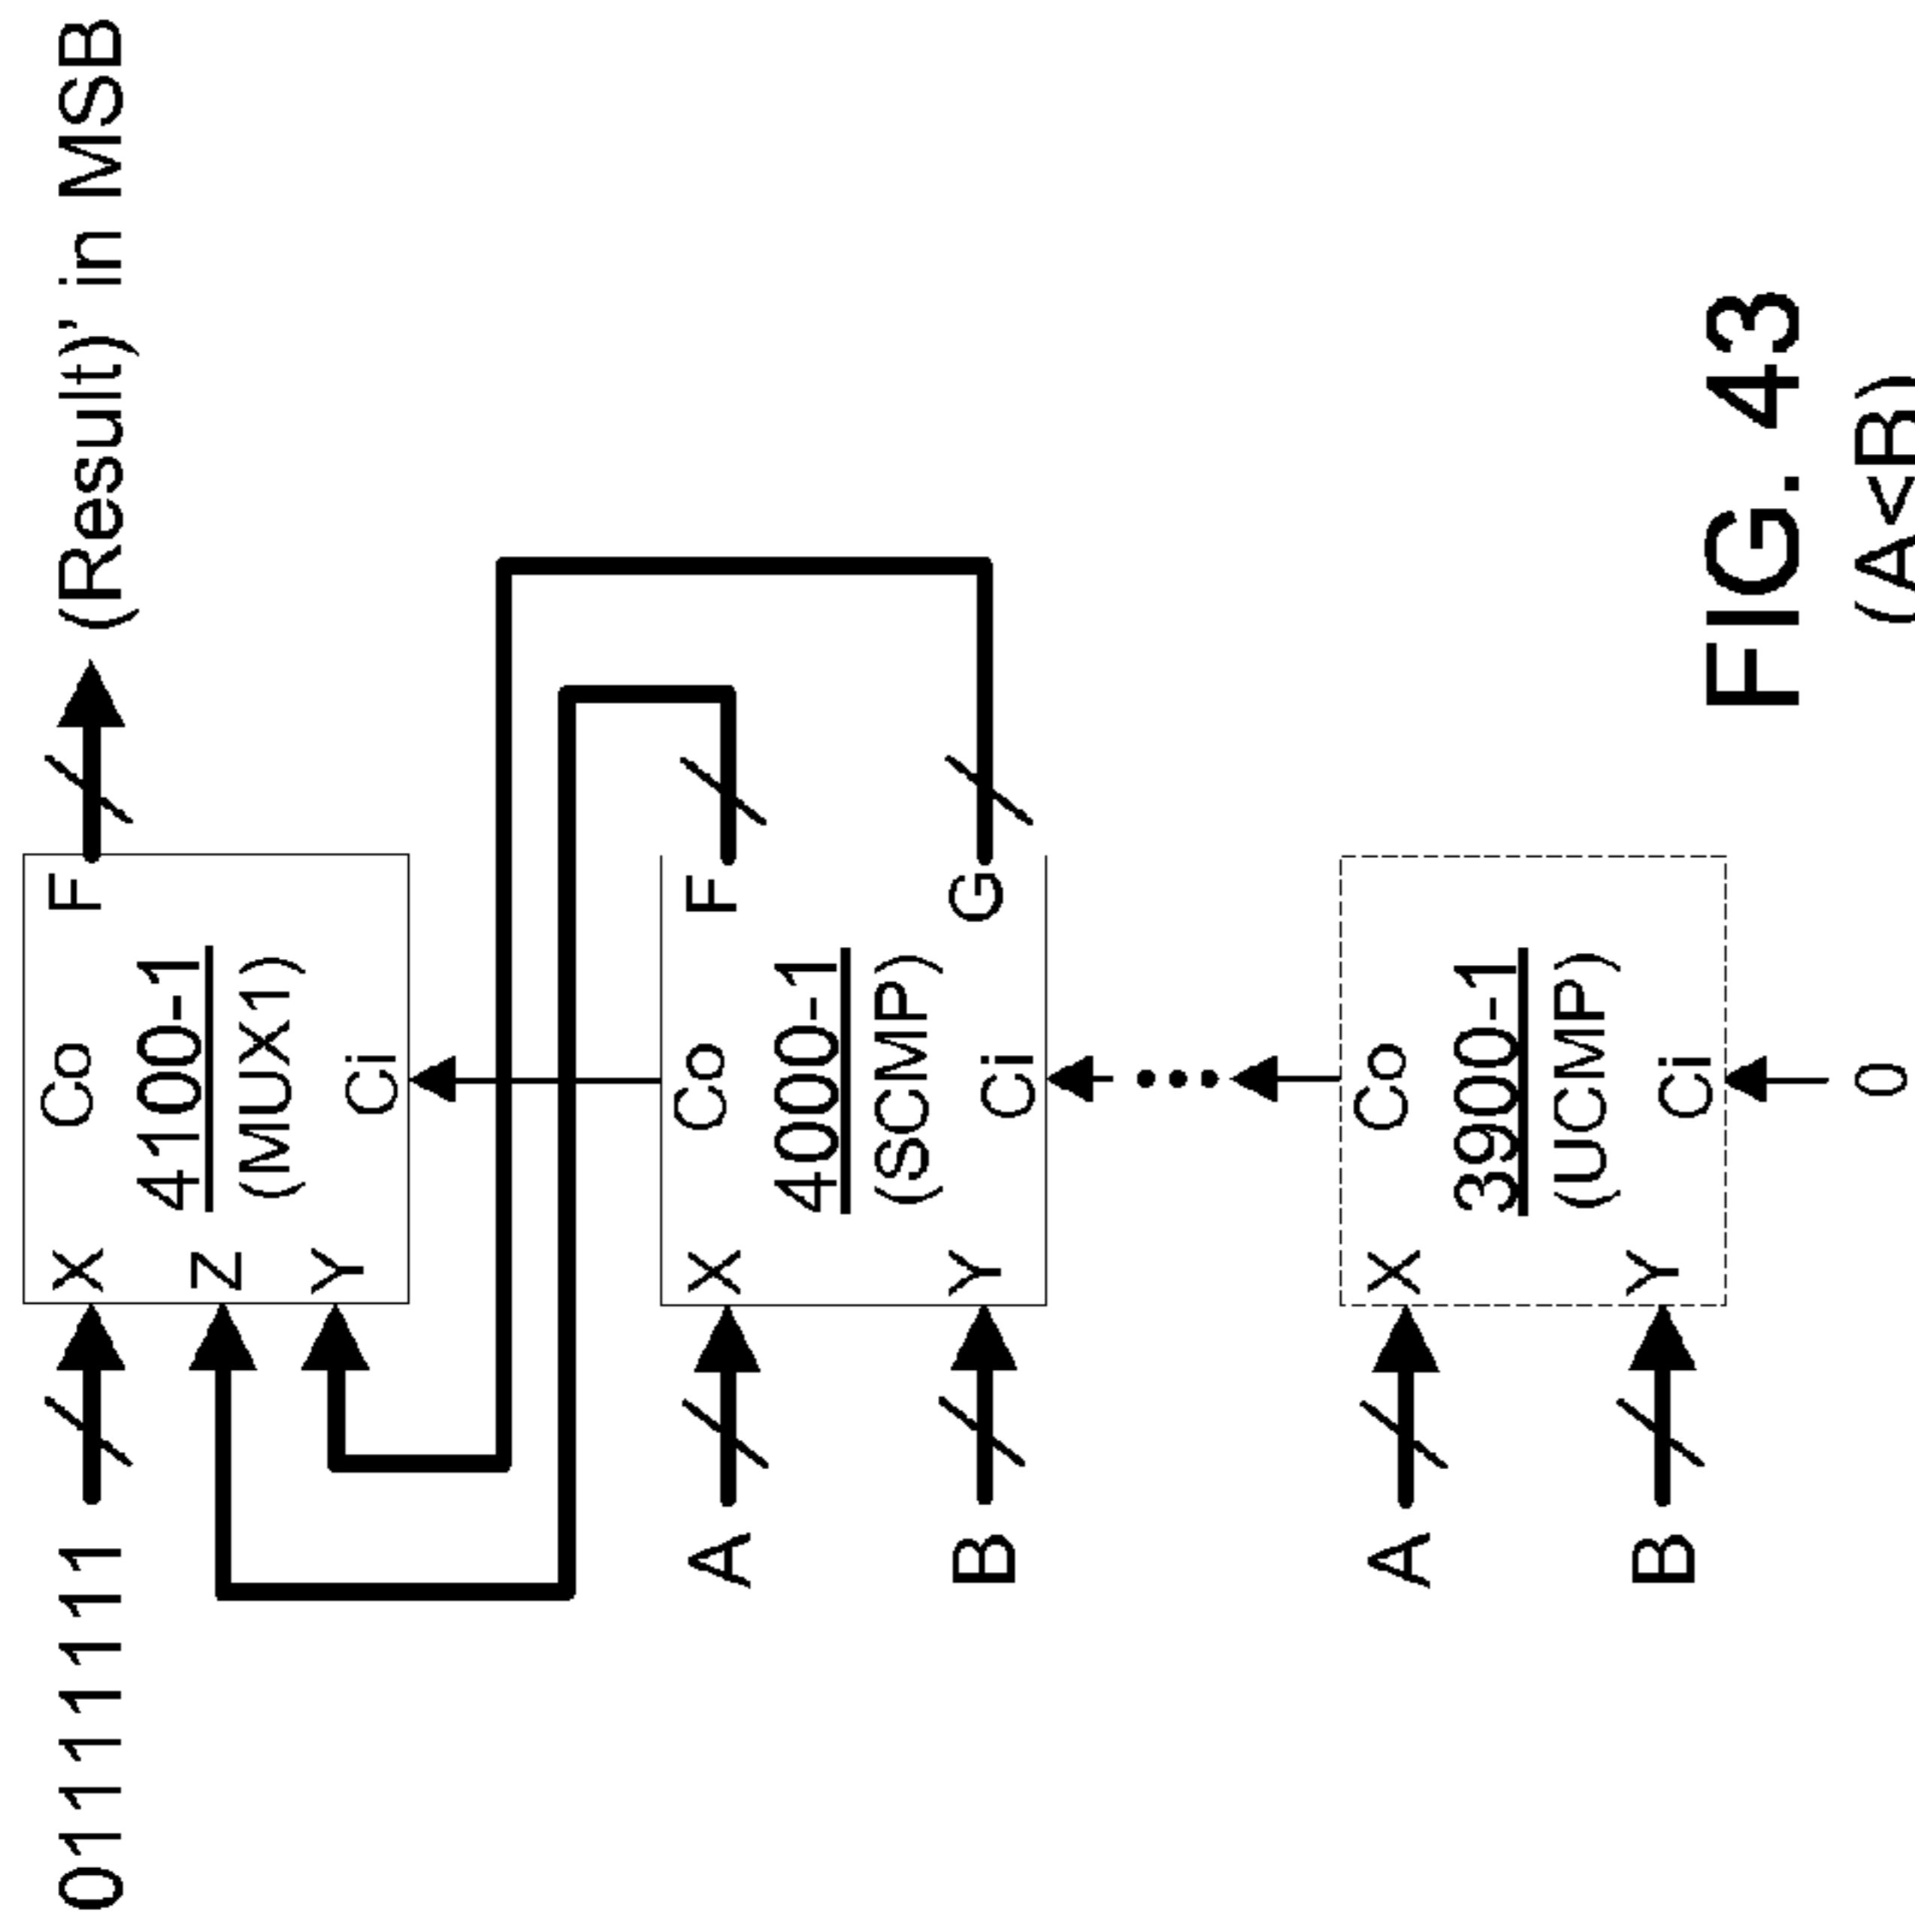 01111111
X
Co
F
(Result)' in MSB
4100-1
(MUX1)
Z
Y
Ci
A
X
Co
F
4000-1
(SCMP)
B
Y
Ci
G
A
X
Co
3900-1
(UCMP)
B
Y
Ci
0
FIG. 43
(A<B)